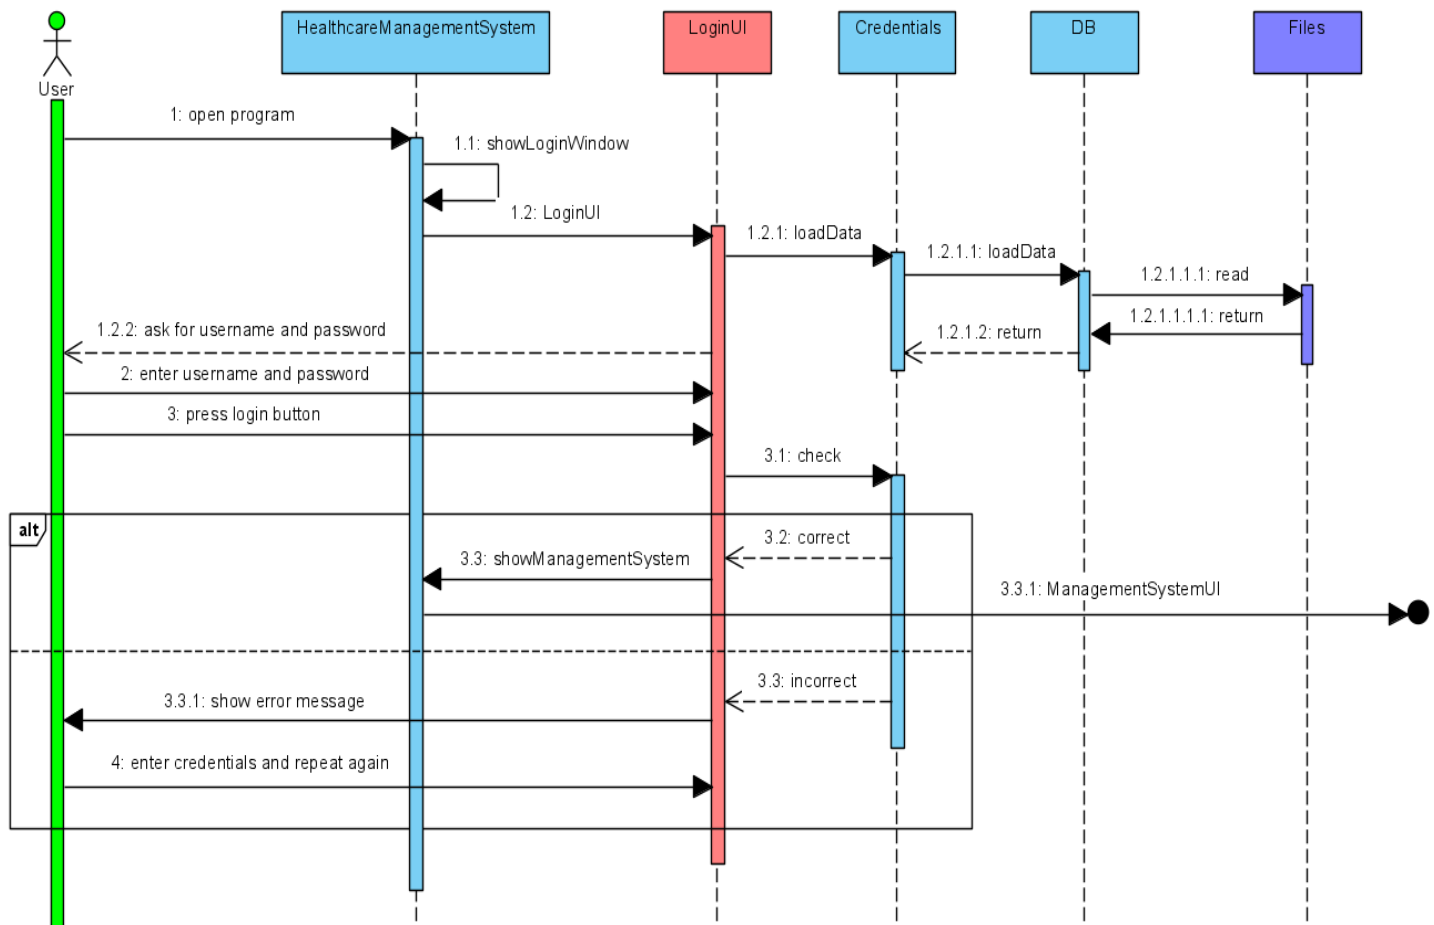 HealthcareManagementSystem
LoginUI
Credentials
DB
Files
User
1: open program
1.1: showLoginWindow
1.2: LoginUI
1.2.1: loadData
1.2.1.1: loadData
1.2.1.1.1: read
1.2.1.1.1.1: return
1.2.1.2: return
1.2.2: ask for username and password
2: enter username and password
3: press login button
3.1: check
alt
3.2: correct
3.3: showManagementSystem
3.3.1: ManagementSystemUI
3.3: incorrect
3.3.1: show error message
4: enter credentials and repeat again